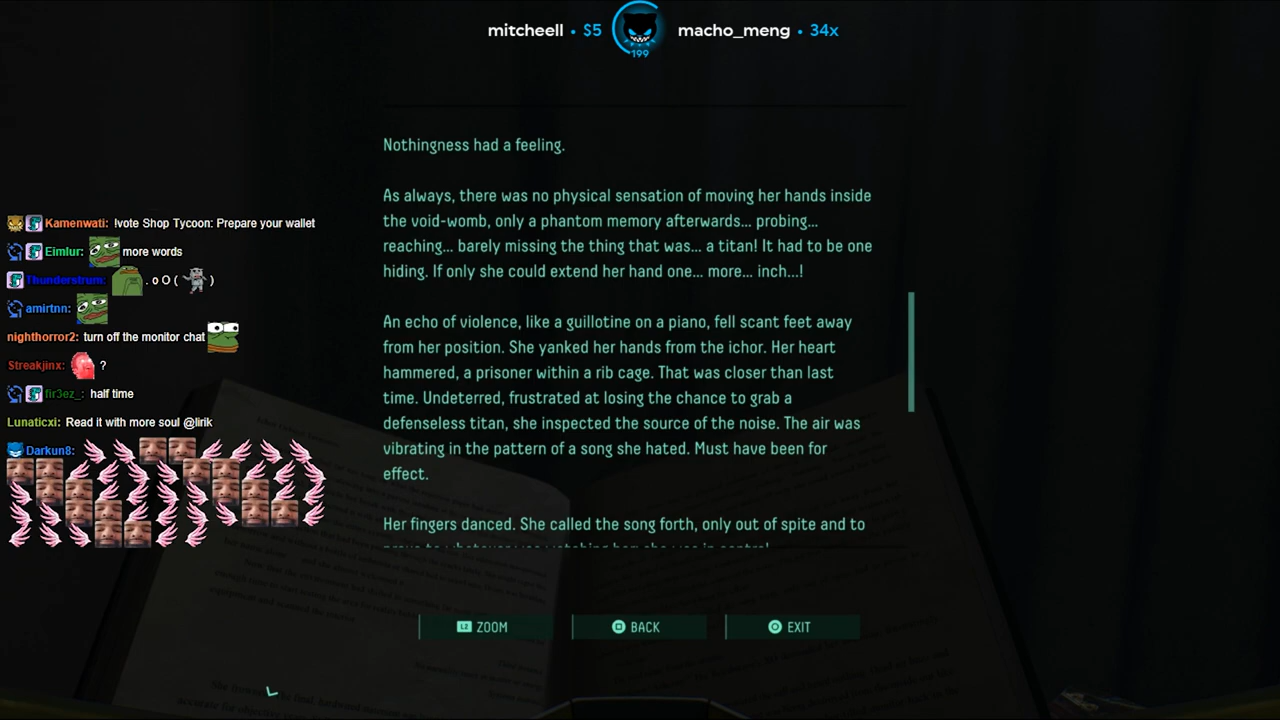 mitcheell • $5
macho_meng • 34x
199
Nothingness had a feeling.
As always, there was no physical sensation of moving her hands inside
the void-womb, only a phantom memory afterwards... probing...
reaching... barely missing the thing that was... a titan! It had to be one
hiding. If only she could extend her hand one... more... inch...!
An echo of violence, like a guillotine on a piano, fell scant feet away
from her position. She yanked her hands from the ichor. Her heart
hammered, a prisoner within a rib cage. That was closer than last
time. Undeterred, frustrated at losing the chance to grab a
defenseless titan, she inspected the source of the noise. The air was
vibrating in the pattern of a song she hated. Must have been for
effect.
Her fingers danced. She called the song forth, only out of spite and to
Kamenwati: !vote Shop Tycoon: Prepare your wallet
Eimlur: more words
Thunderstrum: . o O ( )
amirtnn:
nighthorror2: turn off the monitor chat
Streakjinx: ?
fir3ez_: half time
Lunaticxi: Read it with more soul @lirik
Darkun8:
L2 ZOOM
BACK
EXIT